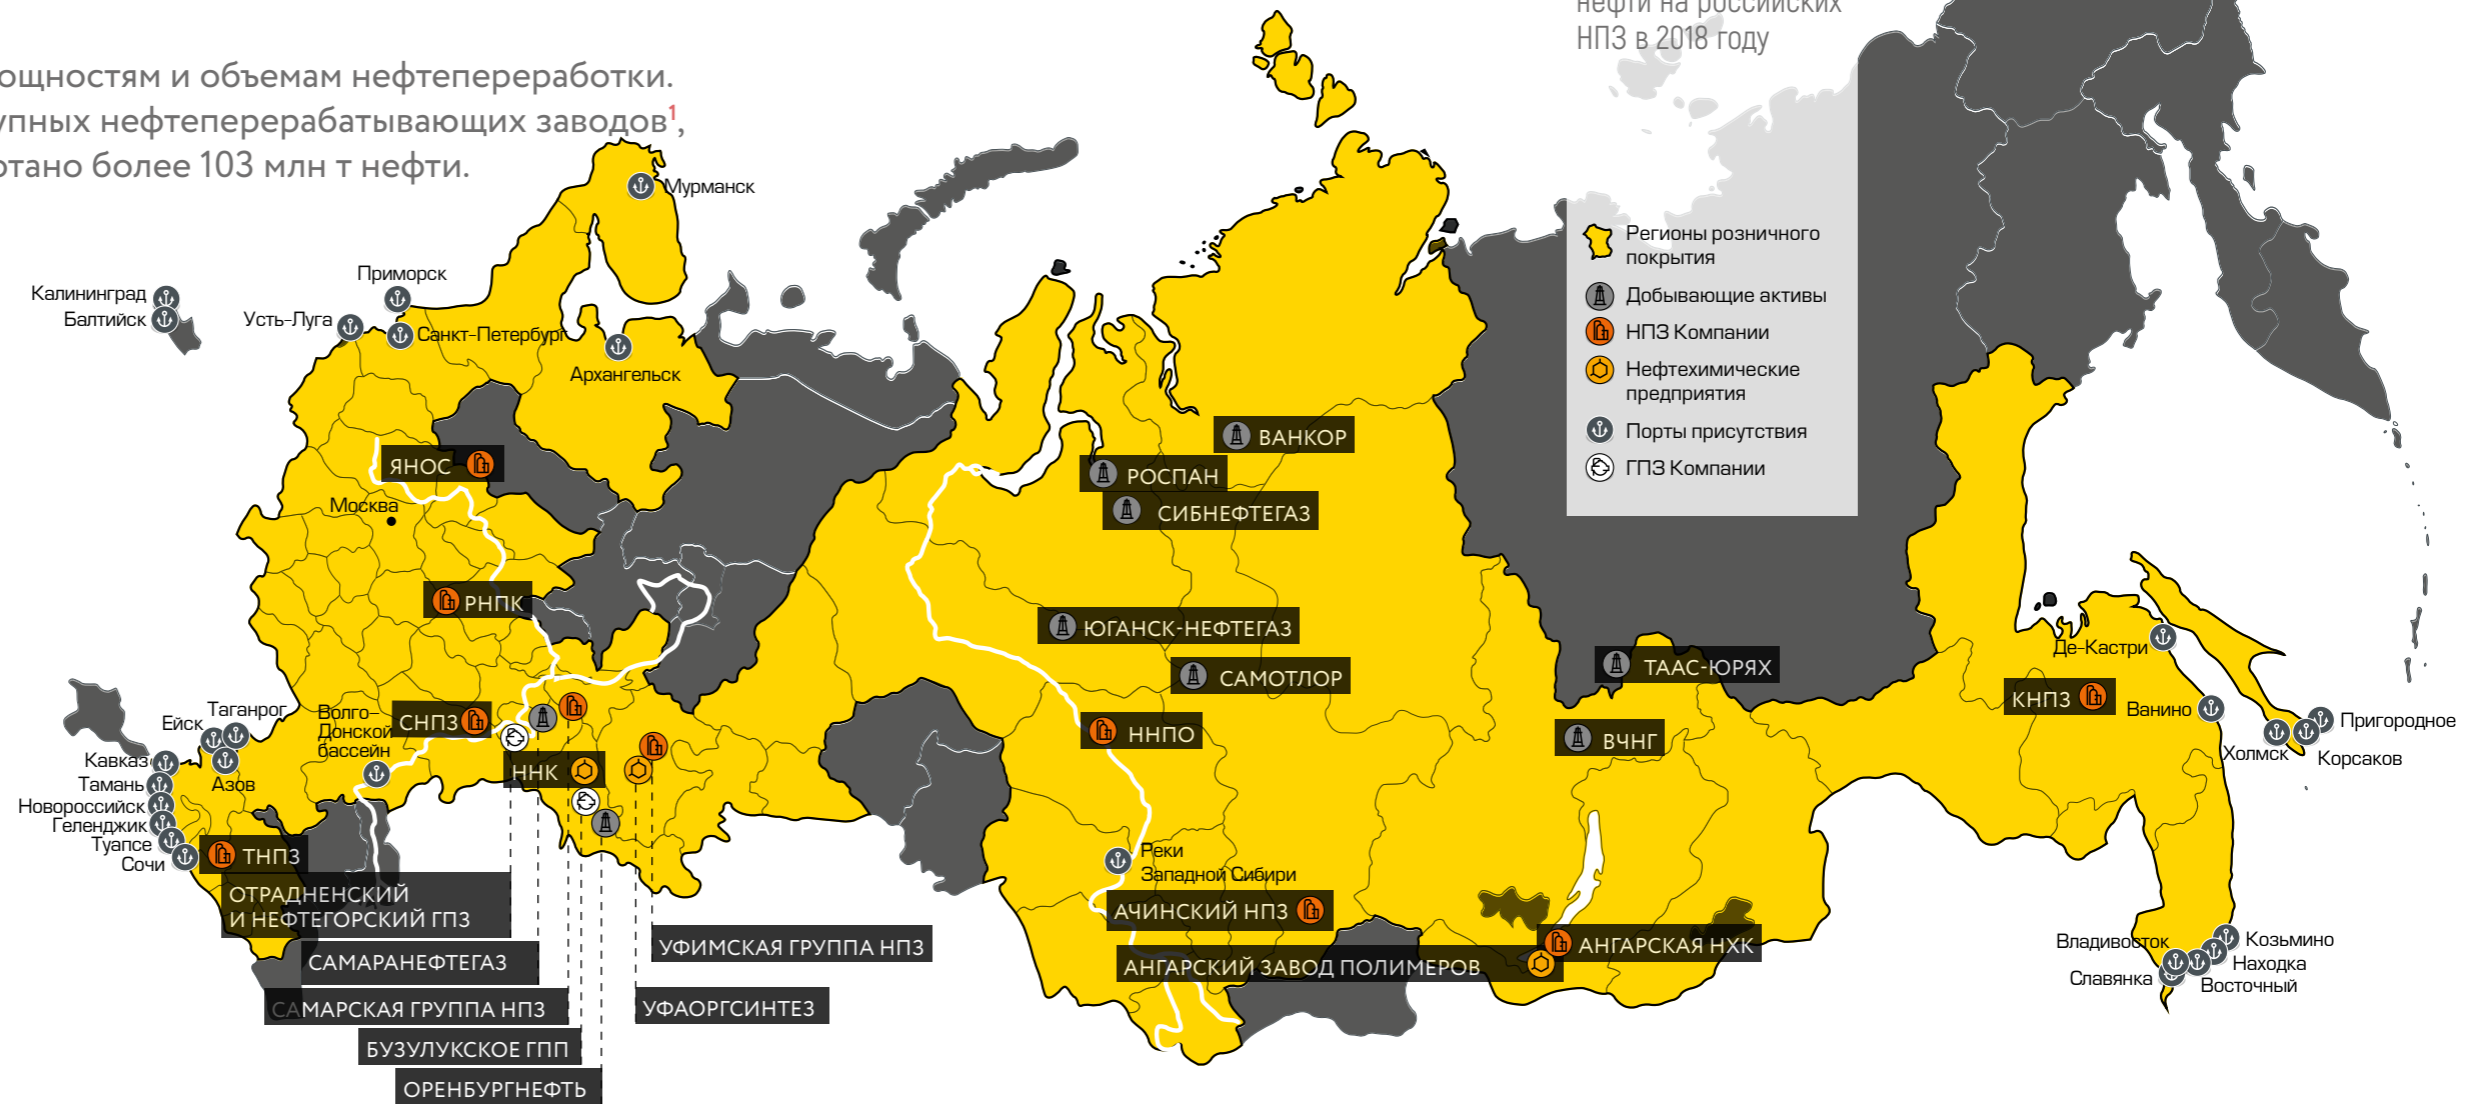 нефти на российских
НПЗ в 2018 году
ощностям и объемам нефтепереработки.
упных нефтеперерабатывающих заводов¹,
отано более 103 млн т нефти.
Мурманск
Приморск
Калининград
Балтийск
Усть-Луга
Санкт-Петербург
Архангельск
Регионы розничного
покрытия
Добывающие активы
НПЗ Компании
Нефтехимические
предприятия
Порты присутствия
ГПЗ Компании
ВАНКОР
РОСПАН
СИБНЕФТЕГАЗ
ЯНОС
Москва
РНПК
ЮГАНСК-НЕФТЕГАЗ
САМОТЛОР
ТААС-ЮРЯХ
ВЧНГ
ННПО
КНПЗ
Де-Кастри
Ванино
Пригородное
Холмск
Корсаков
Таганрог
Ейск
Волго-
Донской
бассейн
СНПЗ
ННК
Кавказ
Тамань
Азов
Новороссийск
Геленджик
Туапсе
Сочи
ТНПЗ
ОТРАДНЕНСКИЙ
И НЕФТЕГОРСКИЙ ГПЗ
САМАРАНЕФТЕГАЗ
САМАРСКАЯ ГРУППА НПЗ
БУЗУЛУКСКОЕ ГПП
ОРЕНБУРГНЕФТЬ
УФИМСКАЯ ГРУППА НПЗ
УФАОРГСИНТЕЗ
Реки
Западной Сибири
АЧИНСКИЙ НПЗ
АНГАРСКИЙ ЗАВОД ПОЛИМЕРОВ
АНГАРСКАЯ НХК
Владивосток
Славянка
Козьмино
Находка
Восточный